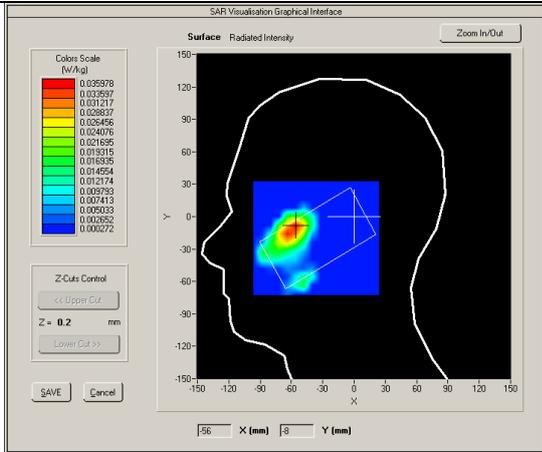 SAR Visualisation Graphical Interface
Surface Radiated Intensity
Zoom In/Out
Colors Scale
(W/kg)
0.035978
0.033597
0.031217
0.028837
0.026456
0.024076
0.021695
0.019315
0.016935
0.014554
0.012174
0.009793
0.007413
0.005033
0.002652
0.000272
Z-Cuts Control
<< Upper Cut
Z = 0.2 mm
Lower Cut >>
SAVE Cancel
150
120
90
60
30
0
-30
-60
-90
-120
-150
Y
-150 -120 -90 -60 -30 0 30 60 90 120 150
X
-56 X (mm) -8 Y (mm)